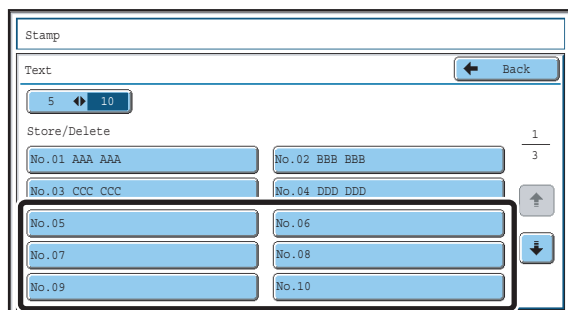 Stamp
Text
Back
5 10
Store/Delete
1
No.01 AAA AAA No.02 BBB BBB
3
No.03 CCC CCC No.04 DDD DDD
No.05 No.06
No.07 No.08
No.09 No.10